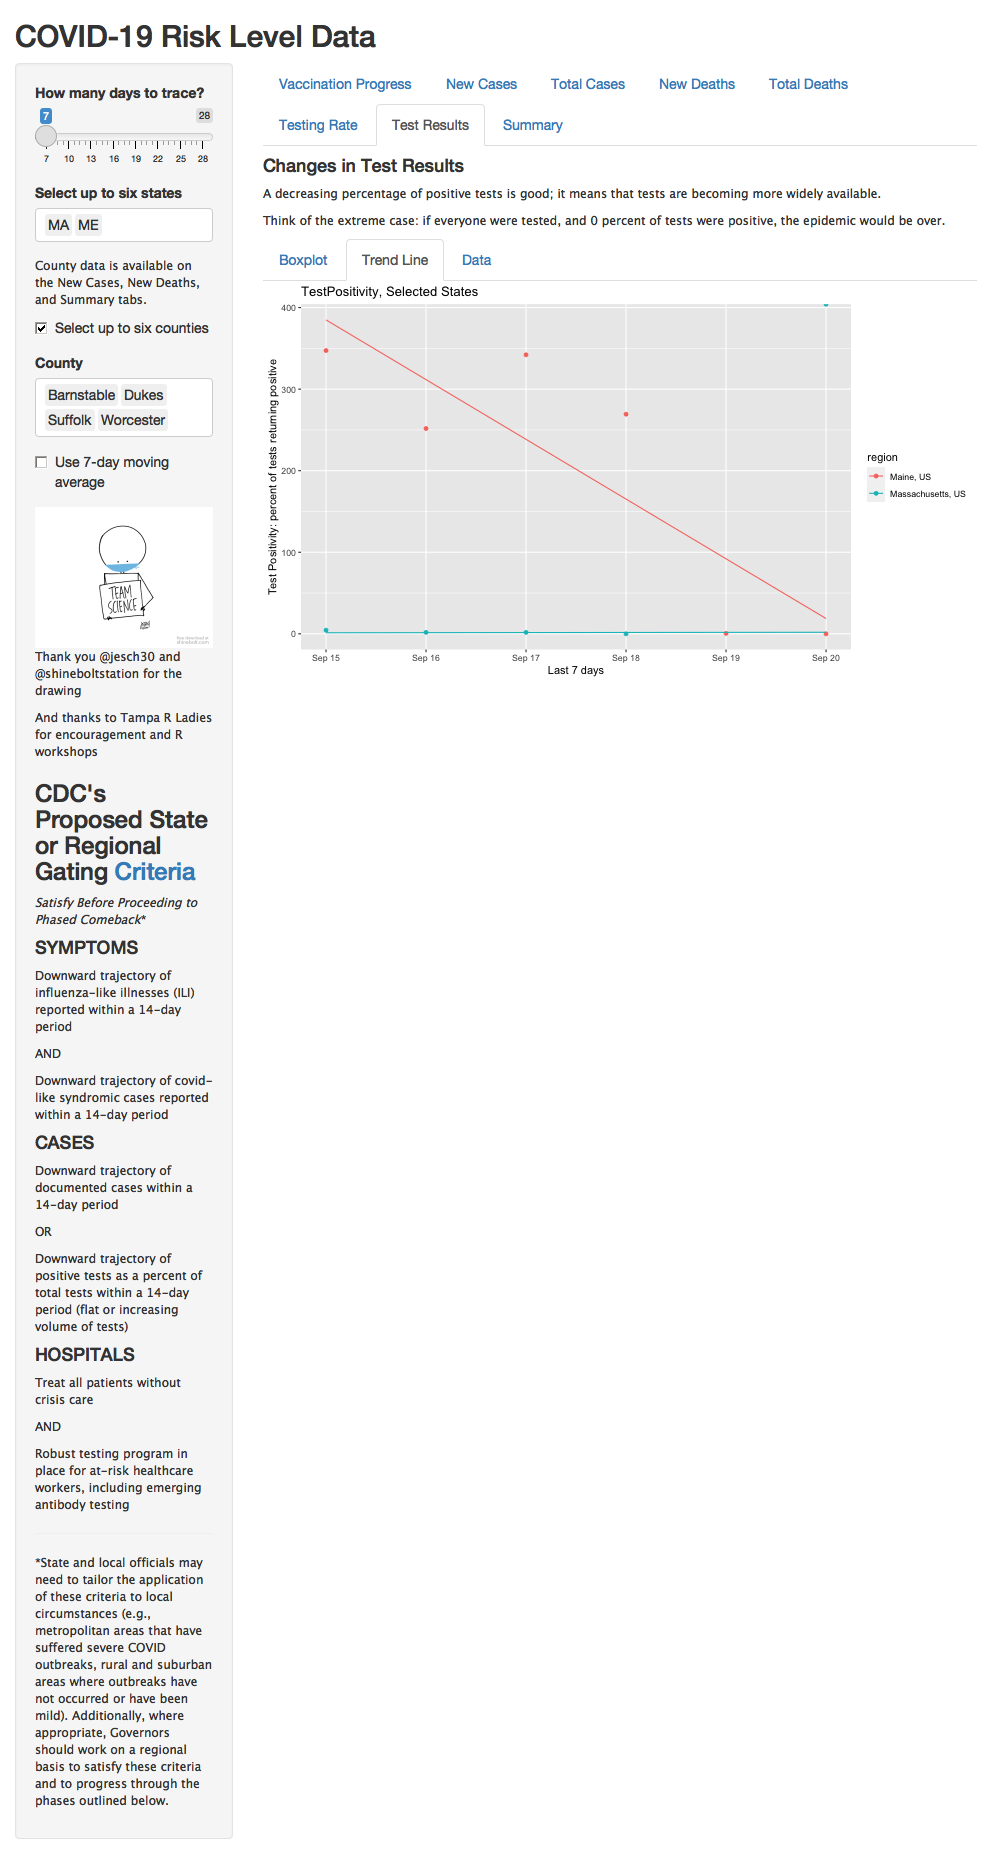 COVID-19 Risk Level Data
How many days to trace?
7
28
7 10 13 16 19 22 25 28
Select up to six states
MA ME
County data is available on
the New Cases, New Deaths,
and Summary tabs.
Select up to six counties
County
Barnstable Dukes
Suffolk Worcester
Use 7-day moving
average
TEAM
SCIENCE
Thank you @jesch30 and
@shineboltstation for the
drawing
And thanks to Tampa R Ladies
for encouragement and R
workshops
CDC's
Proposed State
or Regional
Gating Criteria
Satisfy Before Proceeding to
Phased Comeback*
SYMPTOMS
Downward trajectory of
influenza-like illnesses (ILI)
reported within a 14-day
period
AND
Downward trajectory of covid-
like syndromic cases reported
within a 14-day period
CASES
Downward trajectory of
documented cases within a
14-day period
OR
Downward trajectory of
positive tests as a percent of
total tests within a 14-day
period (flat or increasing
volume of tests)
HOSPITALS
Treat all patients without
crisis care
AND
Robust testing program in
place for at-risk healthcare
workers, including emerging
antibody testing
*State and local officials may
need to tailor the application
of these criteria to local
circumstances (e.g.,
metropolitan areas that have
suffered severe COVID
outbreaks, rural and suburban
areas where outbreaks have
not occurred or have been
mild). Additionally, where
appropriate, Governors
should work on a regional
basis to satisfy these criteria
and to progress through the
phases outlined below.
Vaccination Progress New Cases Total Cases New Deaths Total Deaths
Testing Rate Test Results Summary
Changes in Test Results
A decreasing percentage of positive tests is good; it means that tests are becoming more widely available.
Think of the extreme case: if everyone were tested, and 0 percent of tests were positive, the epidemic would be over.
Boxplot Trend Line Data
TestPositivity, Selected States
Test Positivity: percent of tests returning positive
400
300
200
100
0
Sep 15 Sep 16 Sep 17 Sep 18 Sep 19 Sep 20
Last 7 days
region
Maine, US
Massachusetts, US